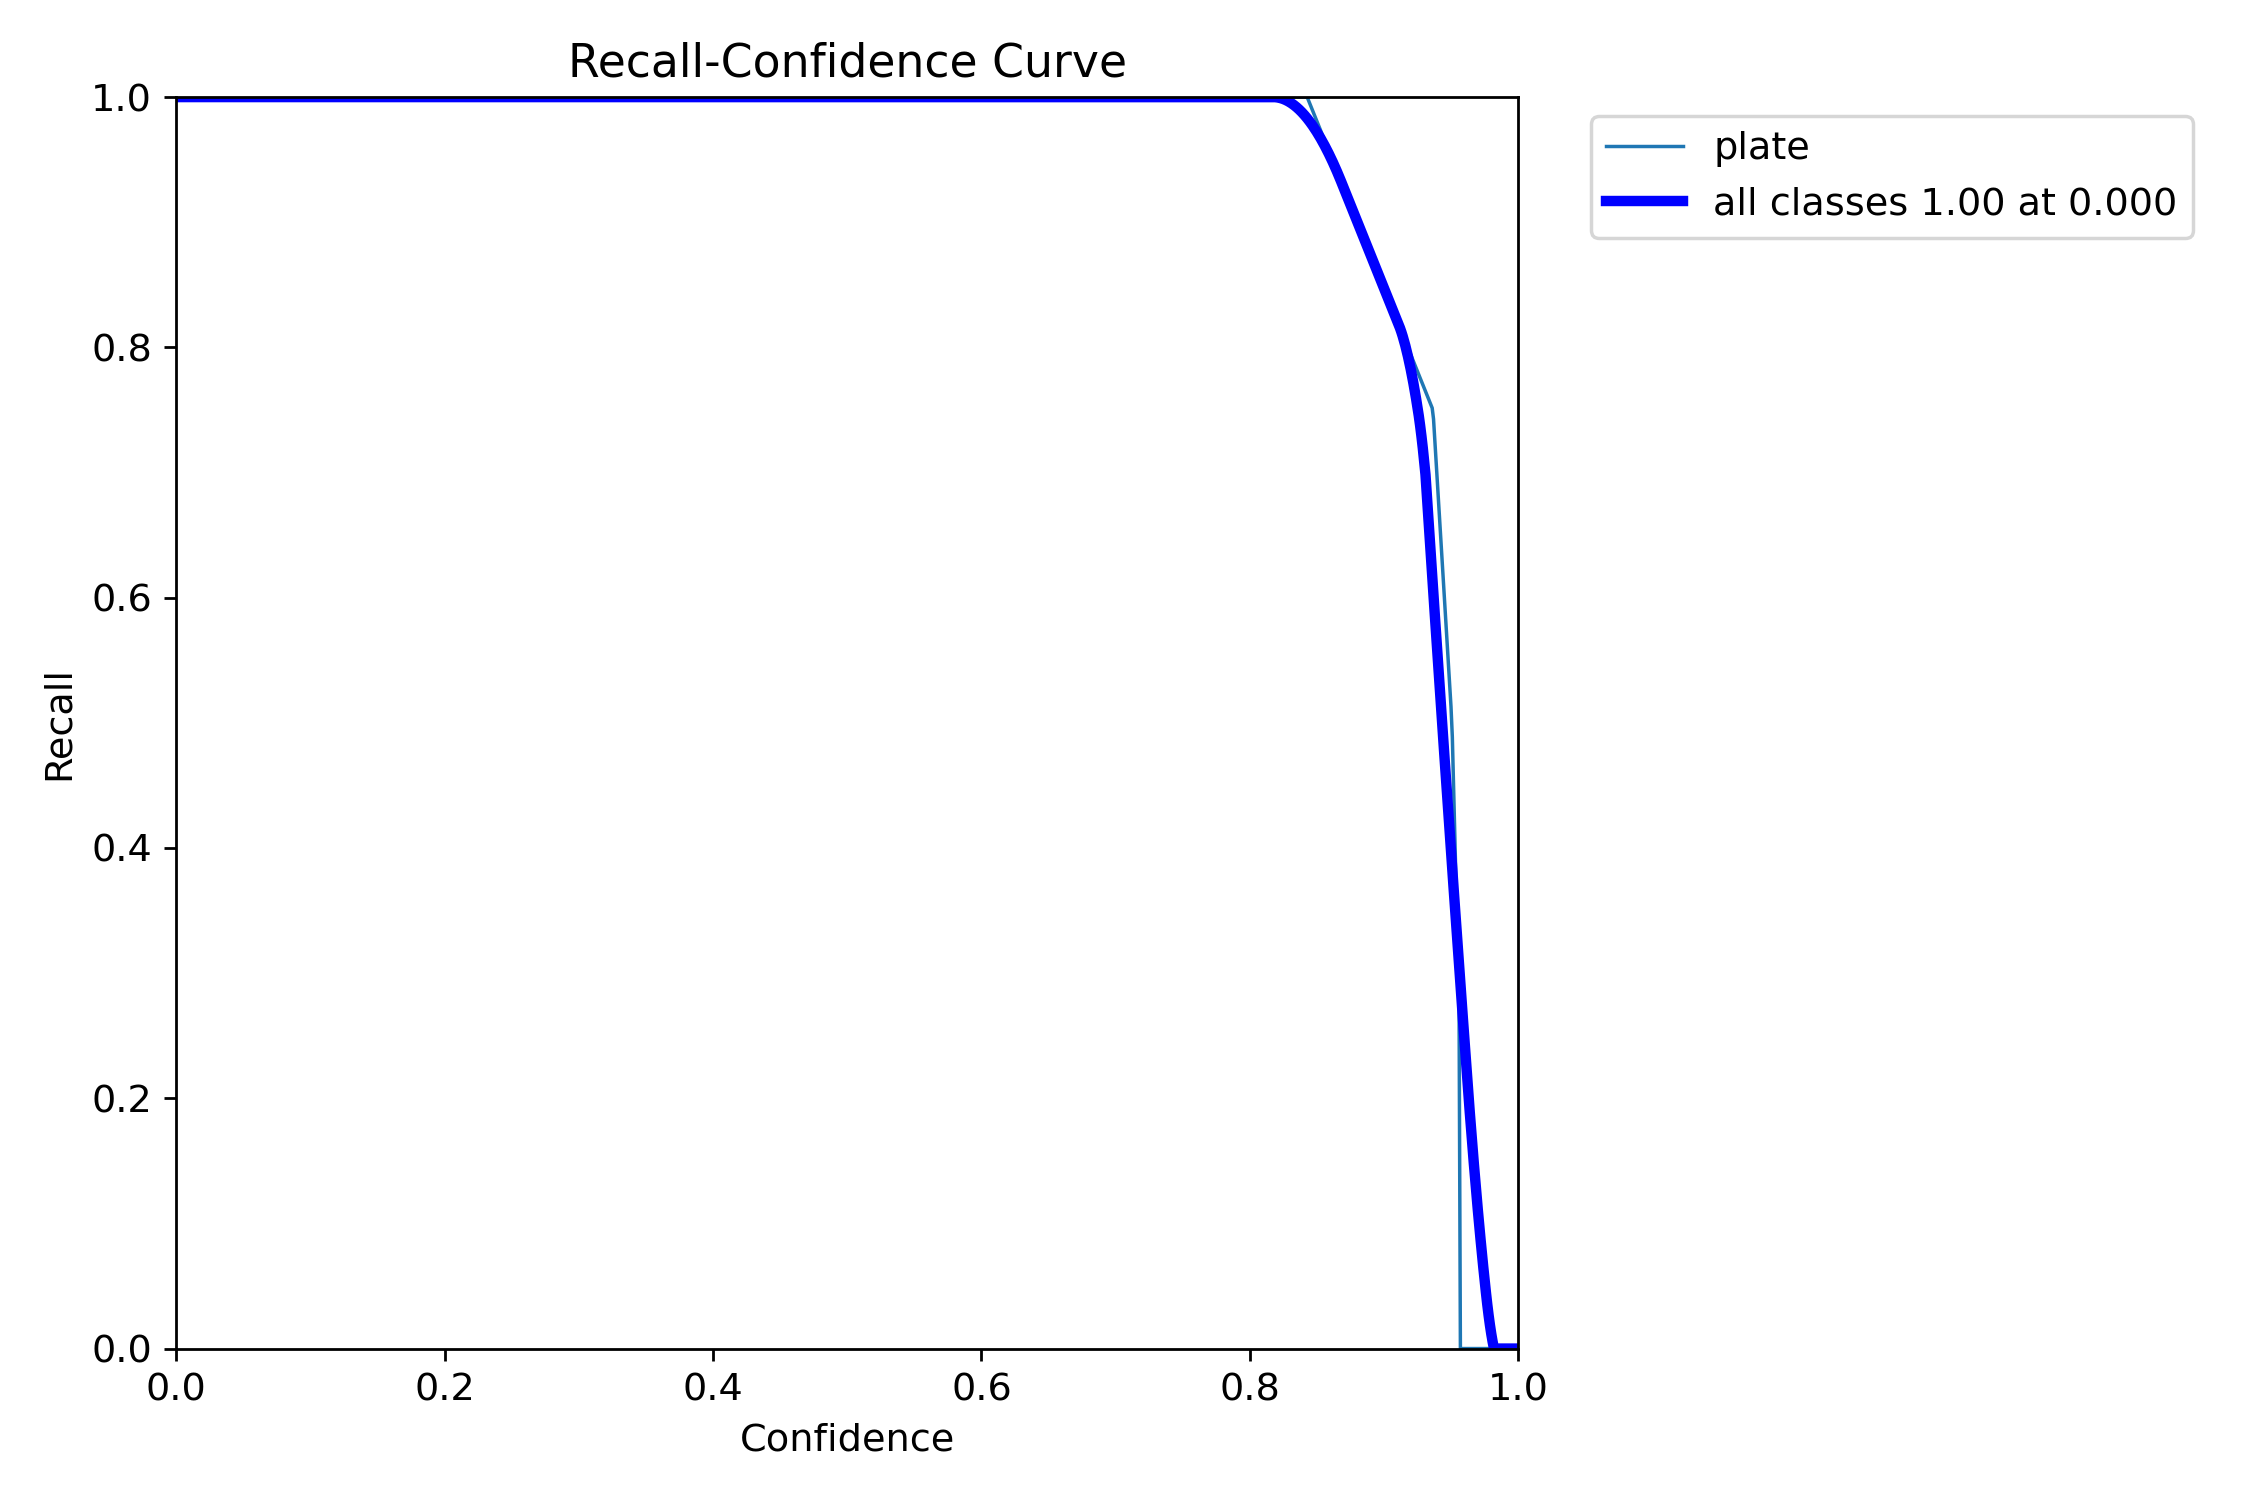 Recall-Confidence Curve
1.0
0.8
0.6
0.4
0.2
0.0
Recall
0.0 0.2 0.4 0.6 0.8 1.0
Confidence
plate
all classes 1.00 at 0.000